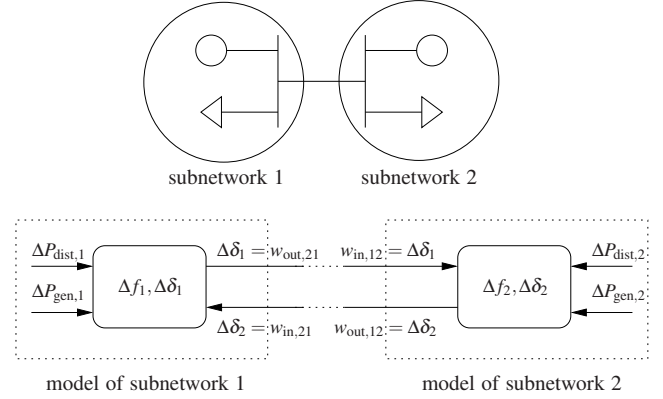 subnetwork 1 subnetwork 2
ΔP_dist,1 Δδ_1 = w_out,21 w_in,12 = Δδ_1 ΔP_dist,2
Δf_1, Δδ_1 Δf_2, Δδ_2
ΔP_gen,1 ΔP_gen,2
Δδ_2 = w_in,21 w_out,12 = Δδ_2
model of subnetwork 1 model of subnetwork 2